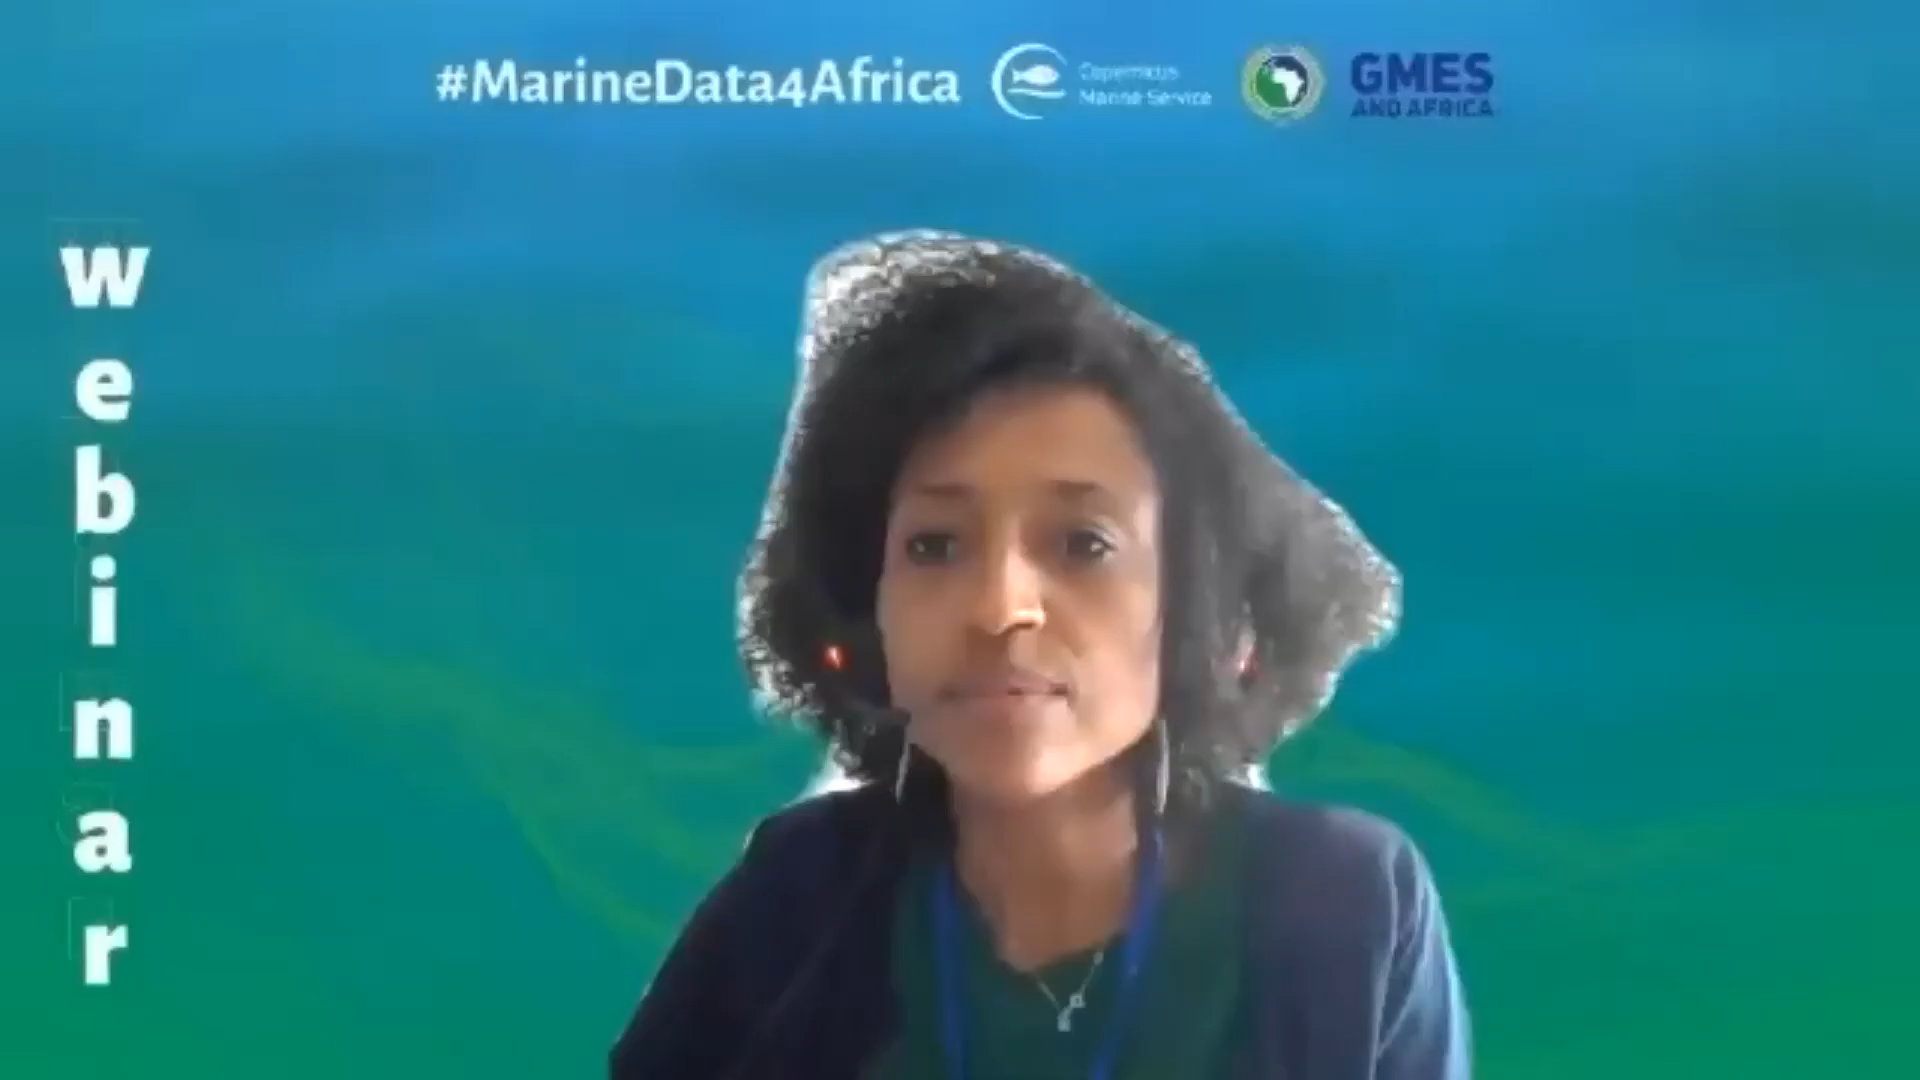 #MarineData4Africa
Copernicus
Marine Service
GMES
AND AFRICA
webinar